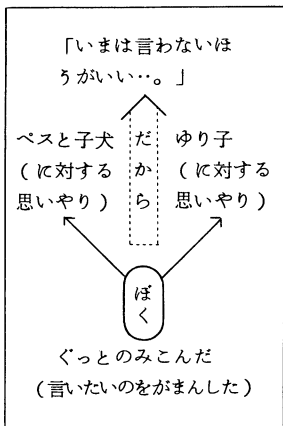 「いまは言わないほ
うがいい‥。」
ペスと子犬
(に対する
思いやり)
だから
ゆり子
(に対する
思いやり)
ぼく
ぐっとのみこんだ
(言いたいのをがまんした)